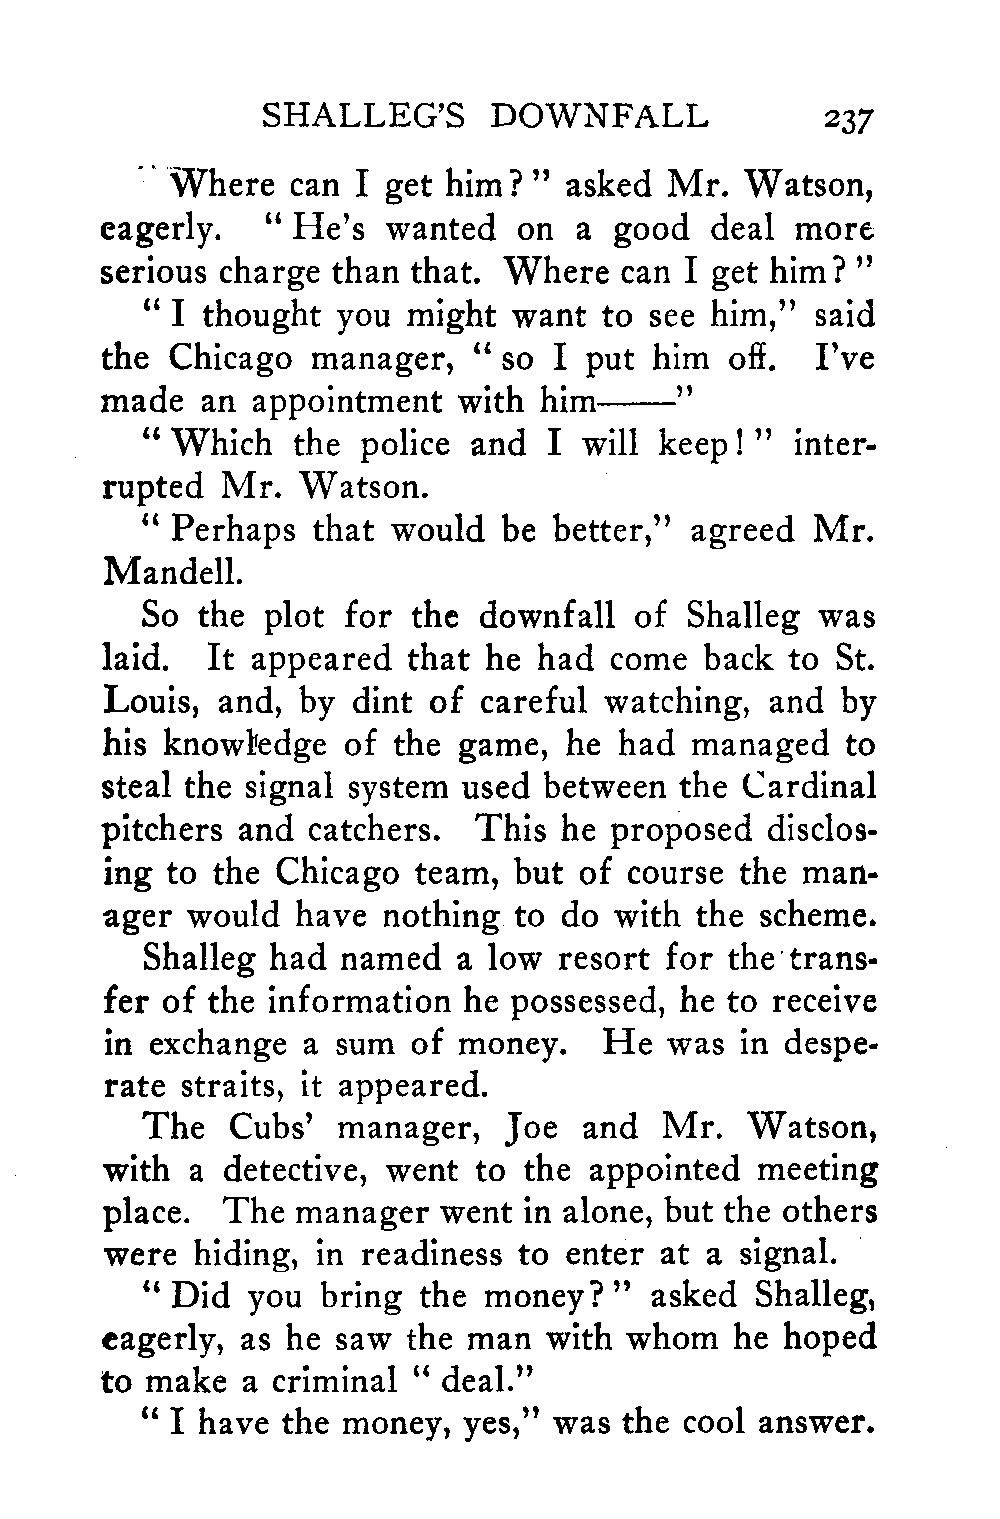 SHALLEG'S DOWNFALL 237
"Where can I get him?" asked Mr. Watson,
eagerly. "He's wanted on a good deal more
serious charge than that. Where can I get him?"
"I thought you might want to see him," said
the Chicago manager, "so I put him off. I've
made an appointment with him——"
"Which the police and I will keep!" inter-
rupted Mr. Watson.
"Perhaps that would be better," agreed Mr.
Mandell.
So the plot for the downfall of Shalleg was
laid. It appeared that he had come back to St.
Louis, and, by dint of careful watching, and by
his knowledge of the game, he had managed to
steal the signal system used between the Cardinal
pitchers and catchers. This he proposed disclos-
ing to the Chicago team, but of course the man-
ager would have nothing to do with the scheme.
Shalleg had named a low resort for the trans-
fer of the information he possessed, he to receive
in exchange a sum of money. He was in despe-
rate straits, it appeared.
The Cubs' manager, Joe and Mr. Watson,
with a detective, went to the appointed meeting
place. The manager went in alone, but the others
were hiding, in readiness to enter at a signal.
"Did you bring the money?" asked Shalleg,
eagerly, as he saw the man with whom he hoped
to make a criminal "deal."
"I have the money, yes," was the cool answer.